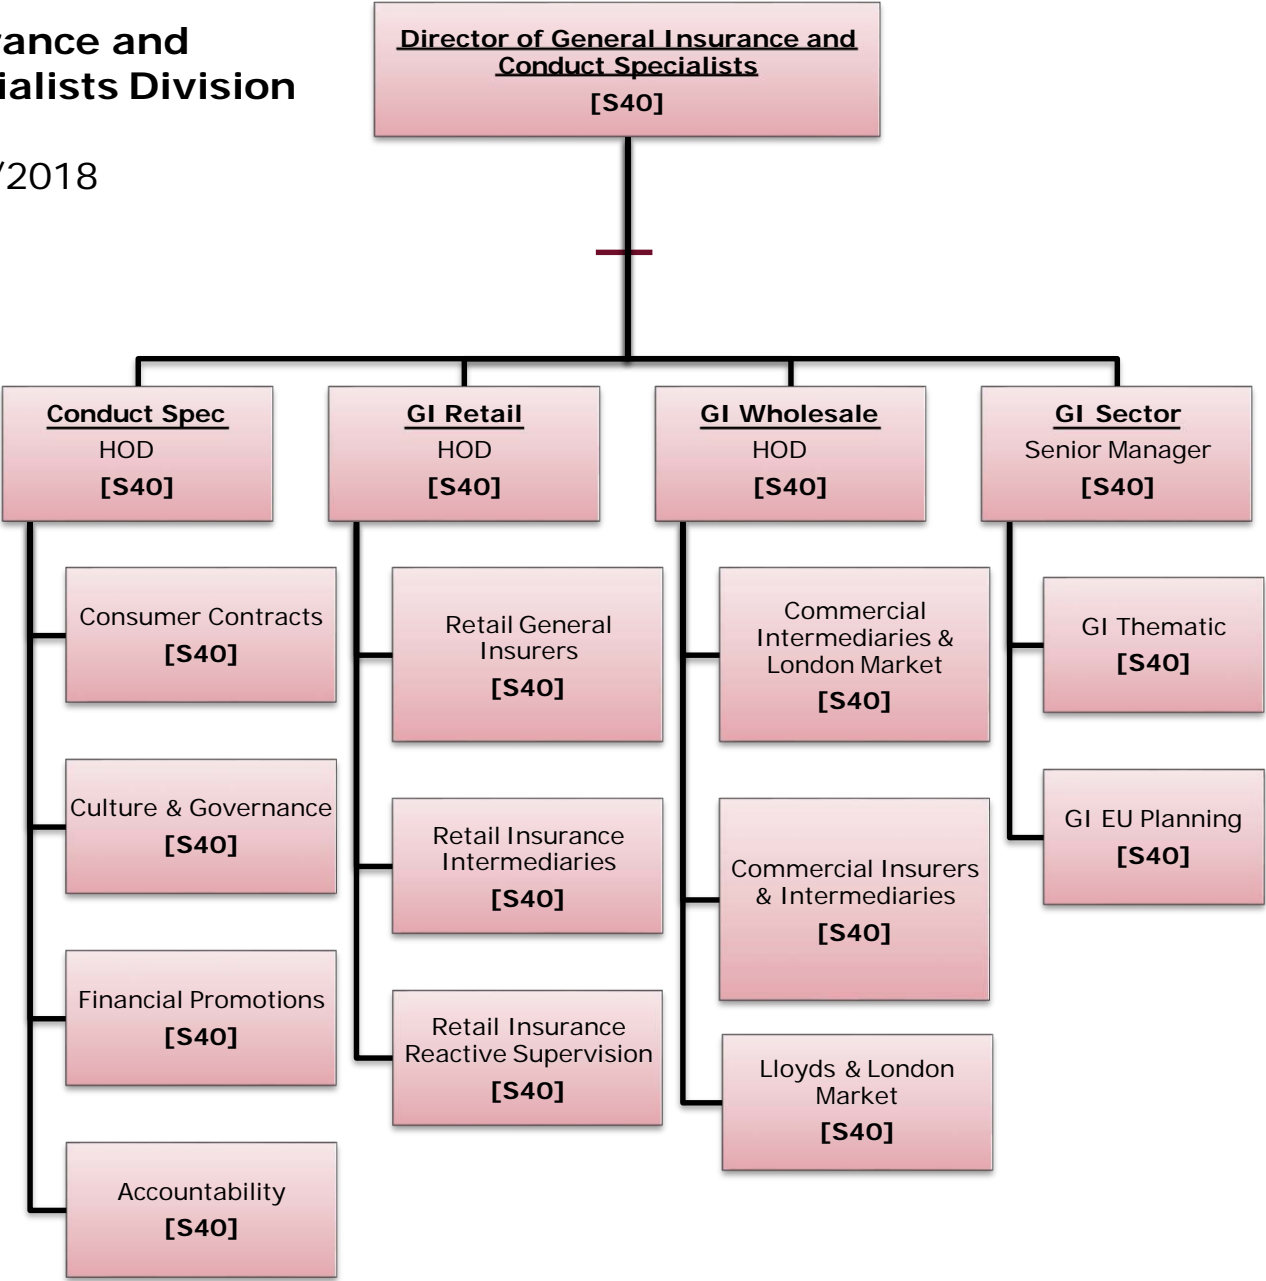 rance and
ialists Division
/2018
Director of General Insurance and
Conduct Specialists
[S40]
Conduct Spec
HOD
[S40]
GI Retail
HOD
[S40]
GI Wholesale
HOD
[S40]
GI Sector
Senior Manager
[S40]
Consumer Contracts
[S40]
Culture & Governance
[S40]
Financial Promotions
[S40]
Accountability
[S40]
Retail General
Insurers
[S40]
Retail Insurance
Intermediaries
[S40]
Retail Insurance
Reactive Supervision
[S40]
Commercial
Intermediaries &
London Market
[S40]
Commercial Insurers
& Intermediaries
[S40]
Lloyds & London
Market
[S40]
GI Thematic
[S40]
GI EU Planning
[S40]